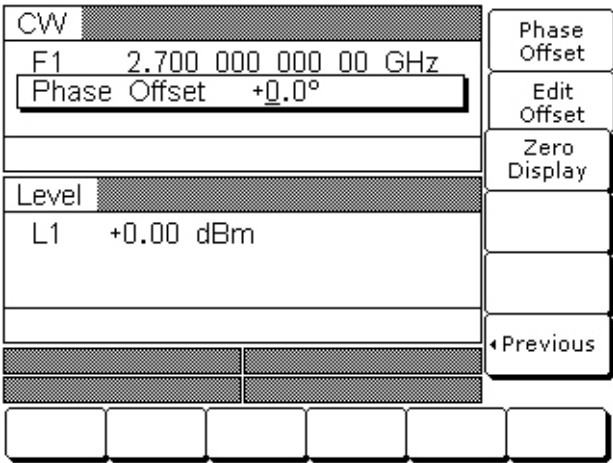 CW
F1 2.700 000 000 00 GHz
Phase Offset +0.0°
Level
L1 +0.00 dBm
Phase
Offset
Edit
Offset
Zero
Display
Previous